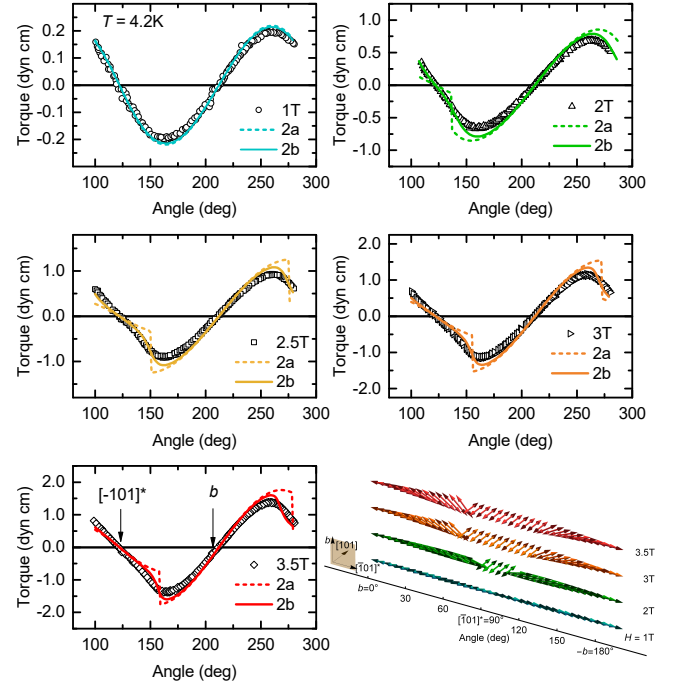 T = 4.2K
Torque (dyn cm)
0.2
0.0
-0.2
1T
2a
2b
100 150 200 250 300
Angle (deg)
Torque (dyn cm)
1.0
0.5
0.0
-0.5
-1.0
2T
2a
2b
100 150 200 250 300
Angle (deg)
Torque (dyn cm)
1.0
0.0
-1.0
2.5T
2a
2b
100 150 200 250 300
Angle (deg)
Torque (dyn cm)
2.0
1.0
0.0
-1.0
-2.0
3T
2a
2b
100 150 200 250 300
Angle (deg)
Torque (dyn cm)
2.0
1.0
0.0
-1.0
-2.0
[-101]*
b
3.5T
2a
2b
100 150 200 250 300
Angle (deg)
b
[101]
[1̄01]*
b=0°
30
60
[1̄01]*=90°
120
150
−b=180°
Angle (deg)
3.5T
3T
2T
H = 1T